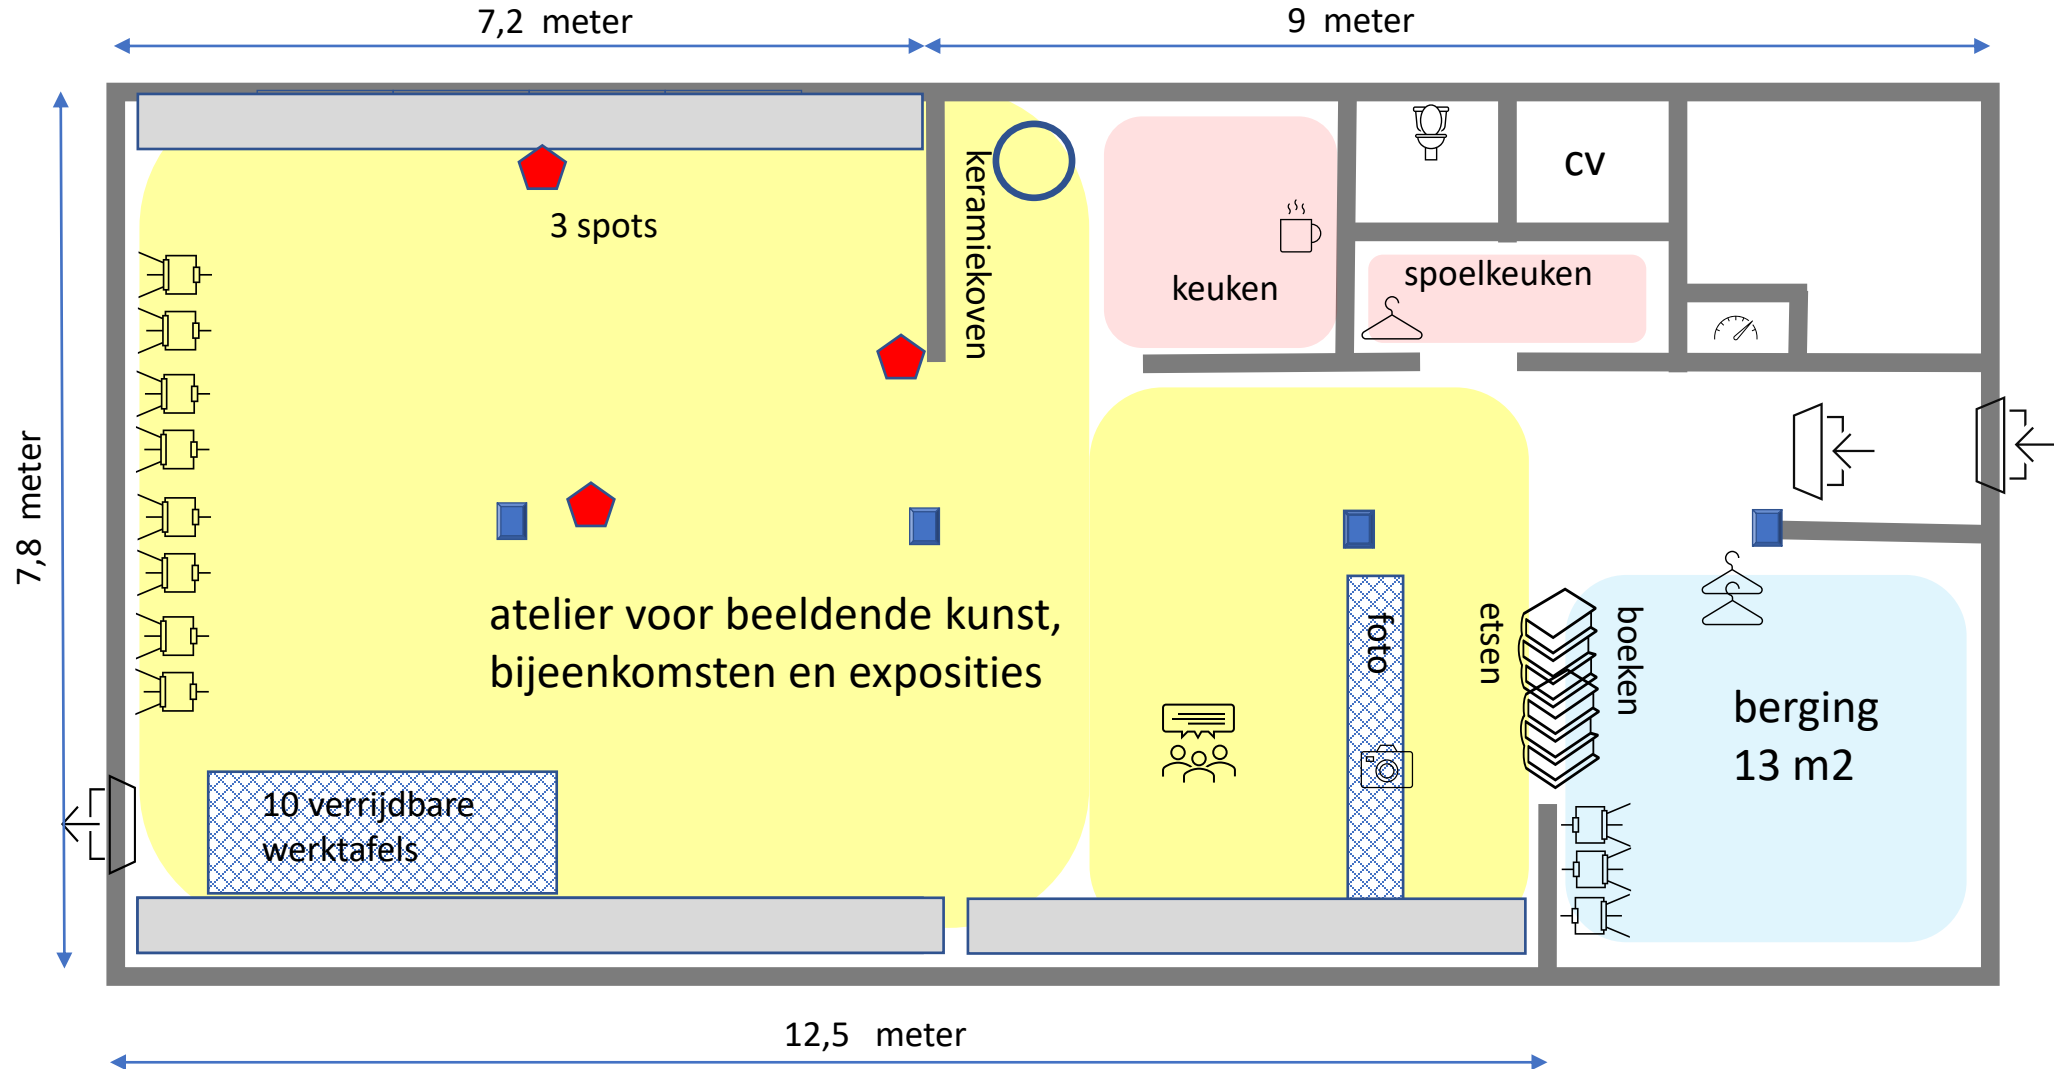 7,2  meter
9  meter
7,8  meter
3 spots
keramiekoven
keuken
cv
spoelkeuken
atelier voor beeldende kunst,
bijeenkomsten en exposities
foto
etsen
boeken
berging
13 m2
10 verrijdbare
werktafels
12,5   meter